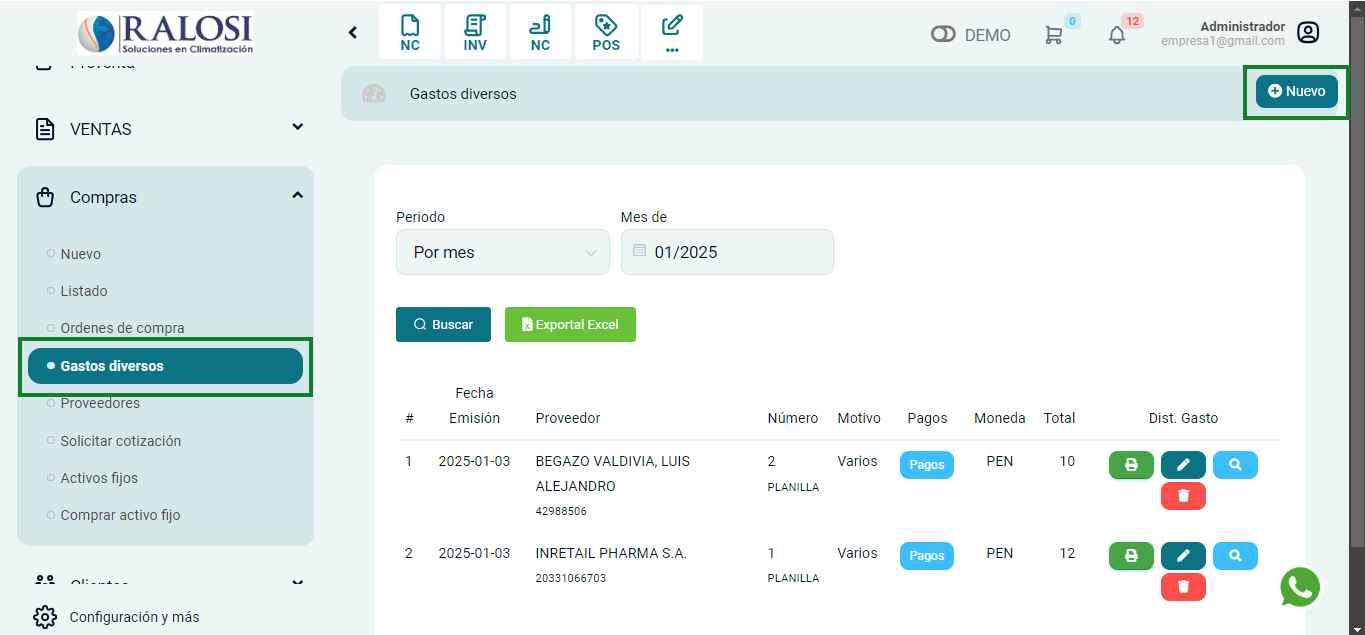 RALOSI
Soluciones en Climatización
NC
INV
NC
POS
...
DEMO
0
12
Administrador
empresa1@gmail.com
Preventa
VENTAS
Compras
Nuevo
Listado
Ordenes de compra
Gastos diversos
Proveedores
Solicitar cotización
Activos fijos
Comprar activo fijo
Clientes
Configuración y más
Gastos diversos
Nuevo
Periodo
Mes de
Por mes
01/2025
Buscar
Exportal Excel
# Fecha Emisión Proveedor Número Motivo Pagos Moneda Total Dist. Gasto
1 2025-01-03 BEGAZO VALDIVIA, LUIS 2 Varios Pagos PEN 10
ALEJANDRO PLANILLA
42988506
2 2025-01-03 INRETAIL PHARMA S.A. 1 Varios Pagos PEN 12
20331066703 PLANILLA